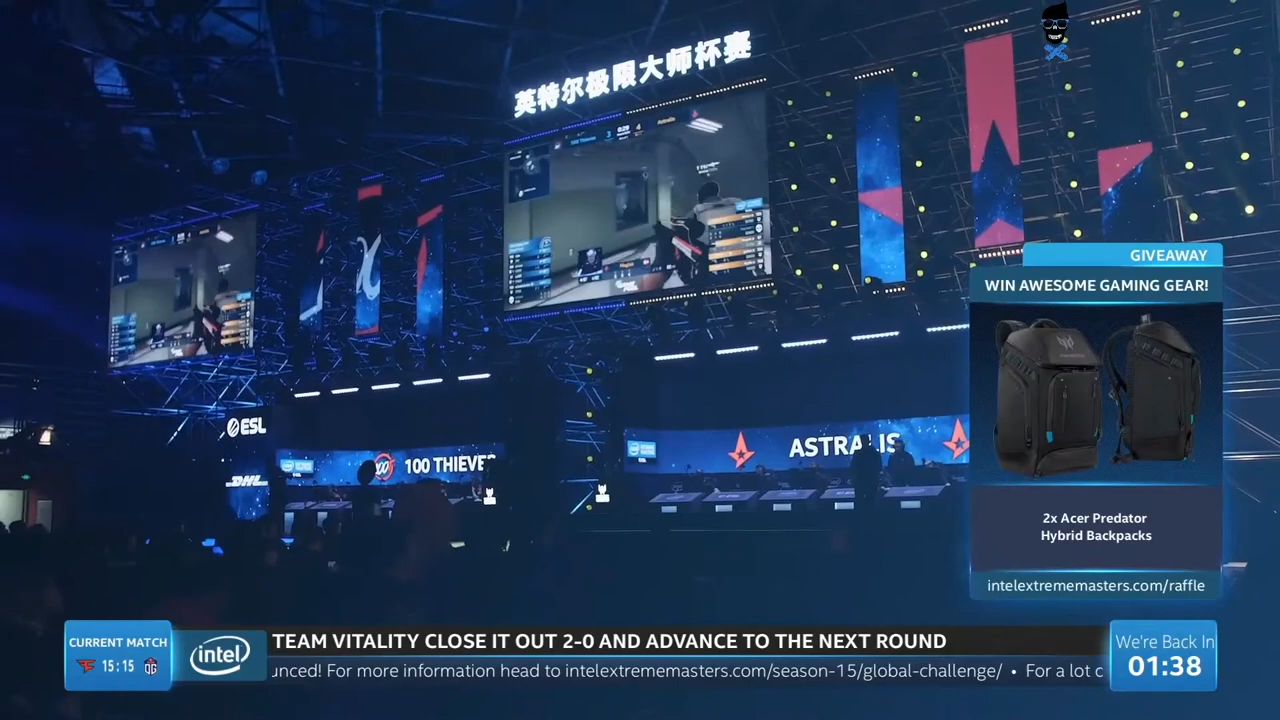 英特尔极限大师杯赛
3
4
Astralis
GIVEAWAY
WIN AWESOME GAMING GEAR!
ESL
DHL
100 THIEVES
ASTRALIS
2x Acer Predator
Hybrid Backpacks
intelextrememasters.com/raffle
CURRENT MATCH
15:15
intel
TEAM VITALITY CLOSE IT OUT 2-0 AND ADVANCE TO THE NEXT ROUND
unced! For more information head to intelextrememasters.com/season-15/global-challenge/ • For a lot c
We're Back In
01:38